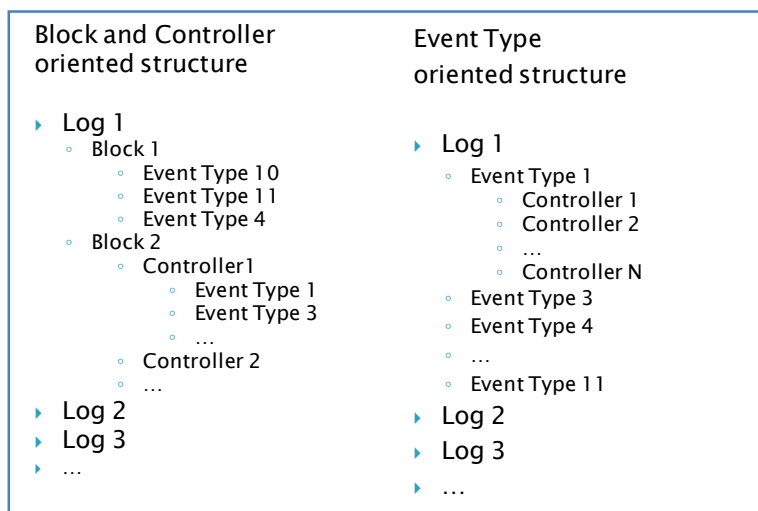 Block and Controller
oriented structure
Log 1
Block 1
Event Type 10
Event Type 11
Event Type 4
Block 2
Controller1
Event Type 1
Event Type 3
…
Controller 2
…
Log 2
Log 3
…
Event Type
oriented structure
Log 1
Event Type 1
Controller 1
Controller 2
…
Controller N
Event Type 3
Event Type 4
…
Event Type 11
Log 2
Log 3
…